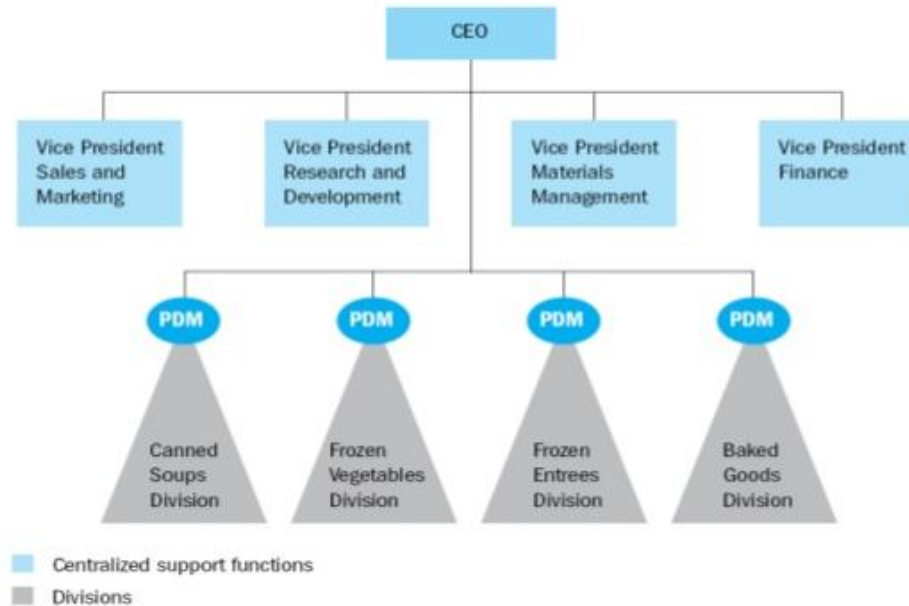 CEO
Vice President
Sales and
Marketing
Vice President
Research and
Development
Vice President
Materials
Management
Vice President
Finance
PDM
PDM
PDM
PDM
Canned
Soups
Division
Frozen
Vegetables
Division
Frozen
Entrees
Division
Baked
Goods
Division
Centralized support functions
Divisions